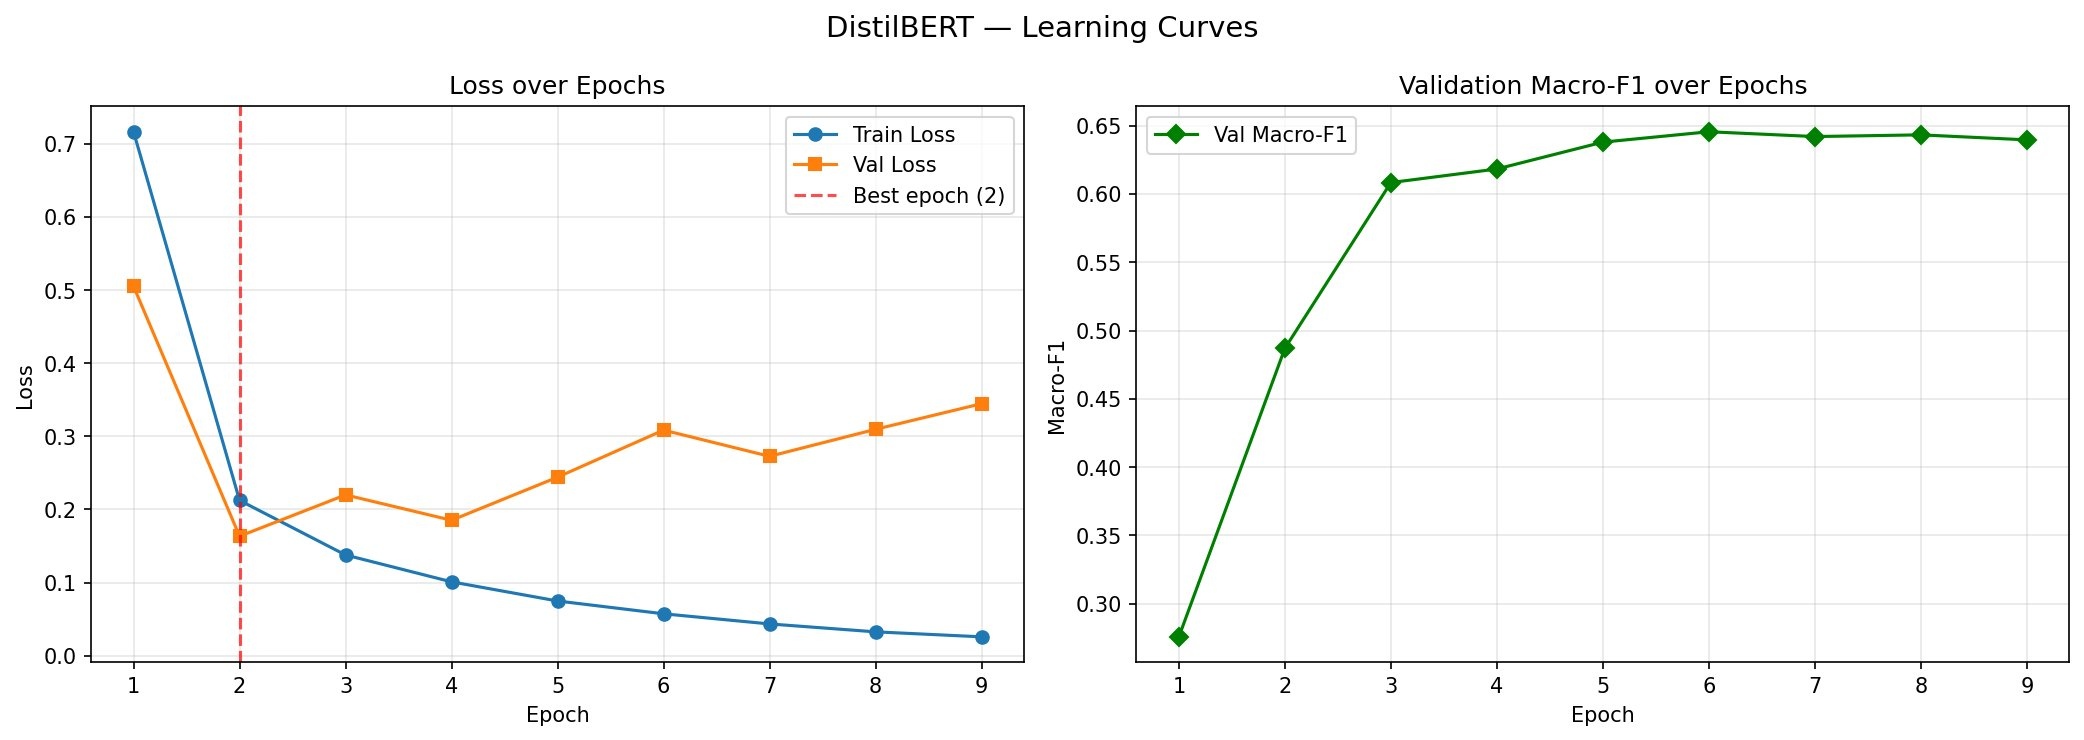 DistilBERT — Learning Curves
Loss over Epochs
Train Loss
Val Loss
Best epoch (2)
0.7
0.6
0.5
0.4
0.3
0.2
0.1
0.0
Loss
1 2 3 4 5 6 7 8 9
Epoch
Validation Macro-F1 over Epochs
Val Macro-F1
0.65
0.60
0.55
0.50
0.45
0.40
0.35
0.30
Macro-F1
1 2 3 4 5 6 7 8 9
Epoch